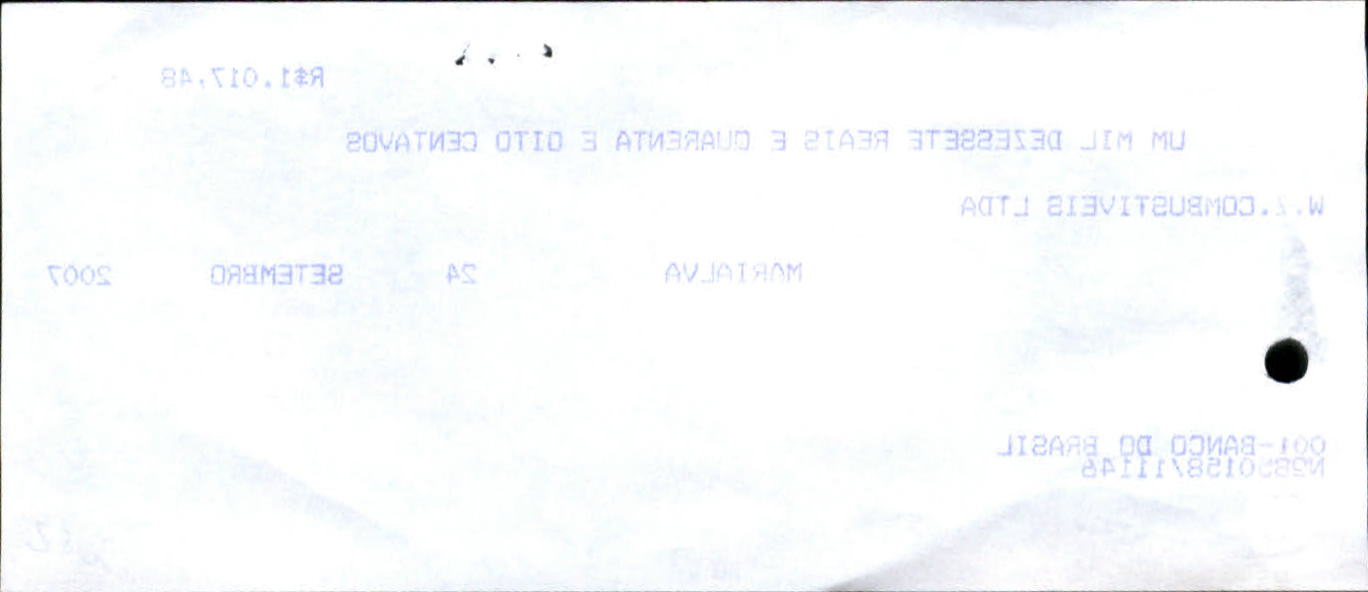 R$1.017,48
UM MIL DEZESSETE REAIS E QUARENTA E OITO CENTAVOS
W.Z.COMBUSTIVEIS LTDA
MARIALVA 24 SETEMBRO 2007
001-BANCO DO BRASIL
Nº850158/11146